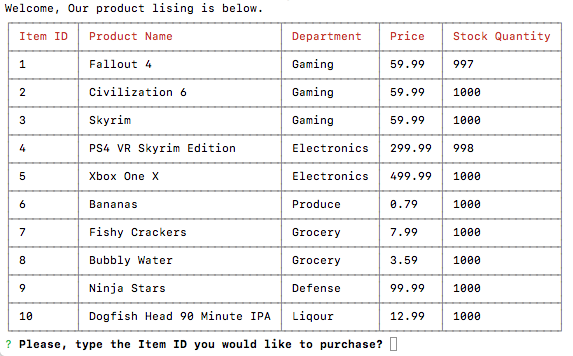 Welcome, Our product lising is below.
Item ID Product Name Department Price Stock Quantity
1 Fallout 4 Gaming 59.99 997
2 Civilization 6 Gaming 59.99 1000
3 Skyrim Gaming 59.99 1000
4 PS4 VR Skyrim Edition Electronics 299.99 998
5 Xbox One X Electronics 499.99 1000
6 Bananas Produce 0.79 1000
7 Fishy Crackers Grocery 7.99 1000
8 Bubbly Water Grocery 3.59 1000
9 Ninja Stars Defense 99.99 1000
10 Dogfish Head 90 Minute IPA Liqour 12.99 1000
? Please, type the Item ID you would like to purchase?